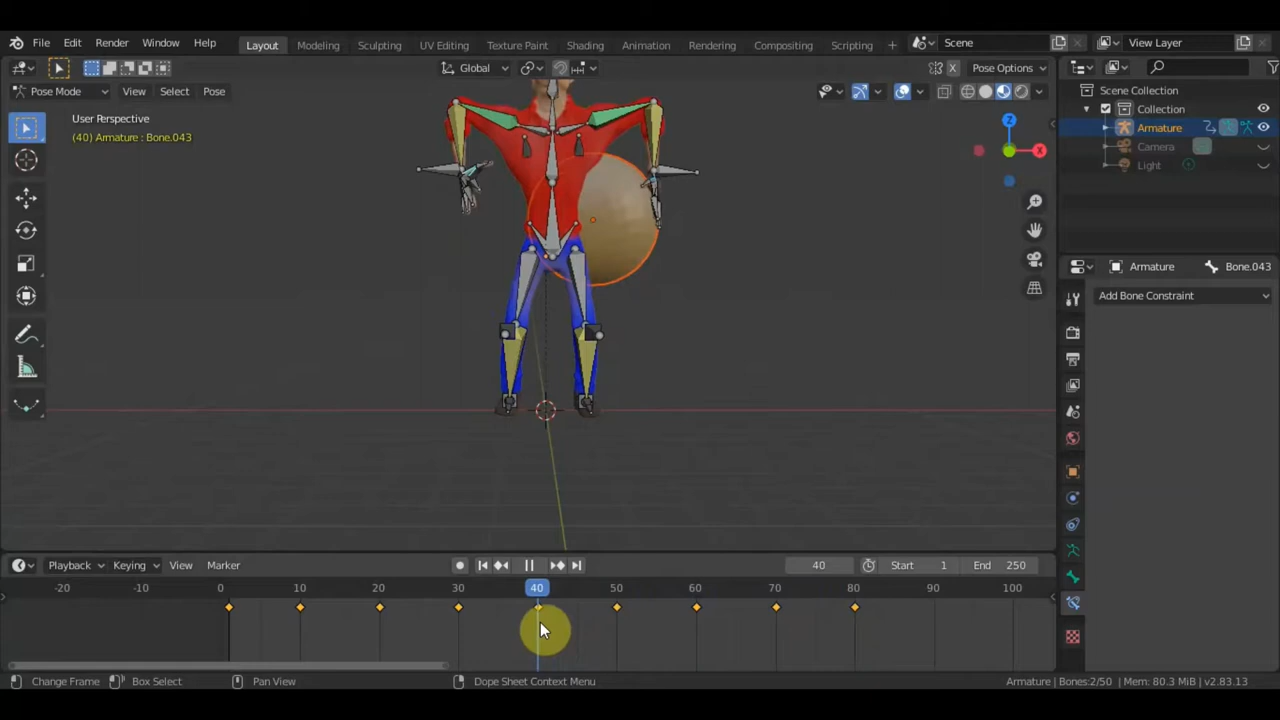 File Edit Render Window Help Layout Modeling Sculpting UV Editing Texture Paint Shading Animation Rendering Compositing Scripting + Scene View Layer
Global X Pose Options
Pose Mode View Select Pose
Scene Collection
Collection
Armature
Camera
Light
User Perspective
(40) Armature : Bone.043
Z
X
Armature Bone.043
Add Bone Constraint
Playback Keying View Marker 40 Start 1 End 250
-20 -10 0 10 20 30 40 50 60 70 80 90 100
Change Frame Box Select Pan View Dope Sheet Context Menu Armature | Bones:2/50 | Mem: 80.3 MiB | v2.83.13